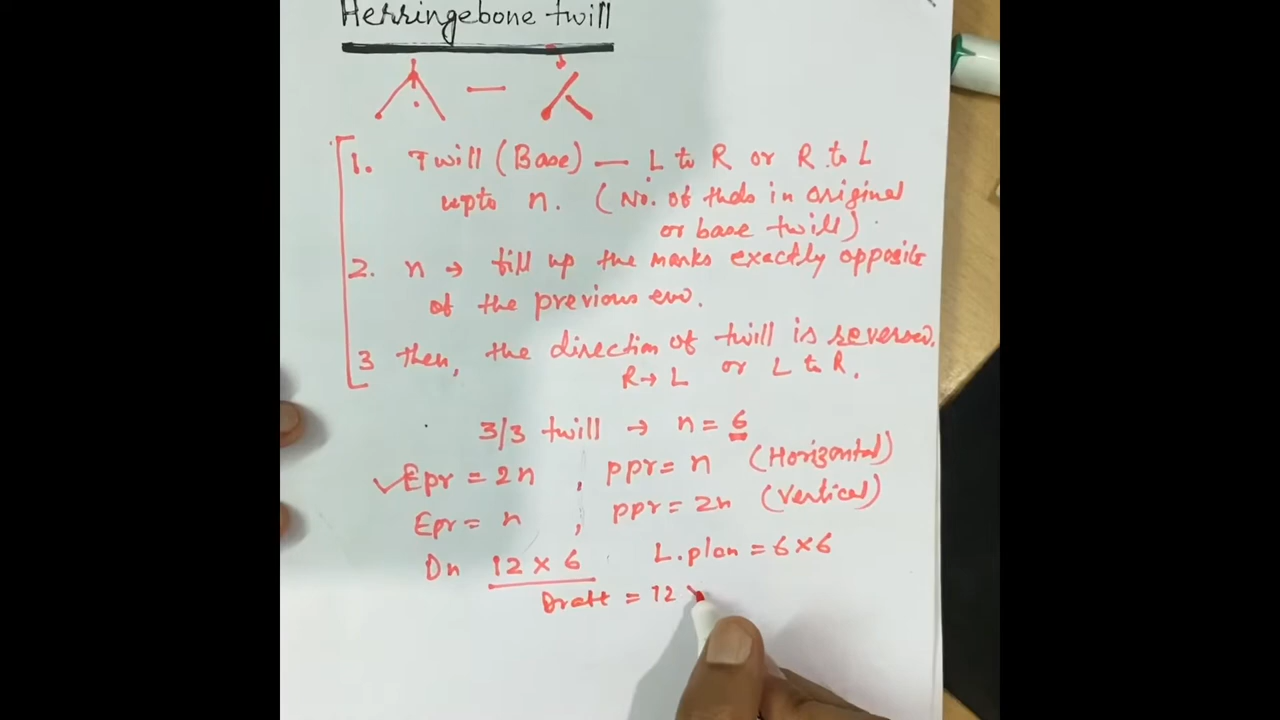 Herringebone twill
1. Twill (Base) — L to R or R to L
upto n. (No. of thds in original
or base twill)
2. n → fill up the marks exactly opposite
of the previous end.
3 then, the direction of twill is reversed.
R→ L or L to R.
3/3 twill → n = 6
✓Epr = 2n , ppr = n (Horizontal)
Epr = n , ppr = 2n (Vertical)
Dn 12 × 6 L.plan = 6×6
Draft = 12 ×